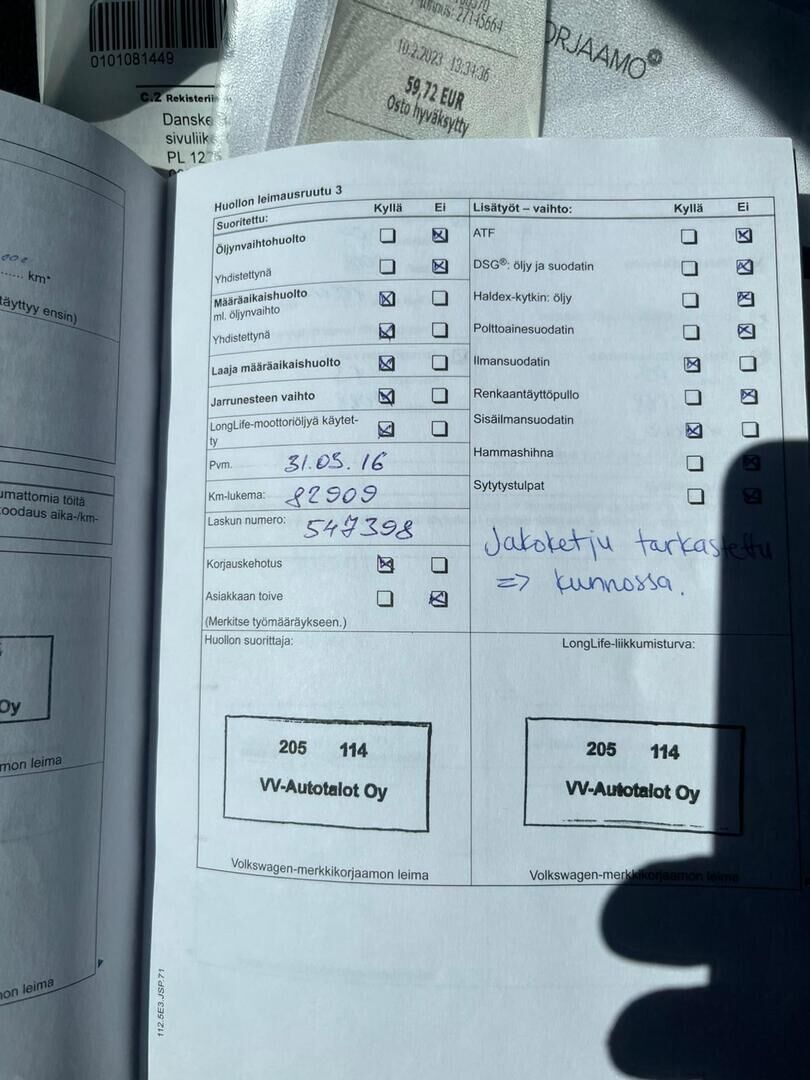 0101081449
C.2 Rekisterii
Danske
sivuliike
PL 127
27145664
10.2.2023 13:34:36
59,72 EUR
Osto hyväksytty
ORJAAMO
km*
täyttyy ensin)
umattomia töitä
koodaus aika-/km-
Oy
mon leima
mon leima
Huollon leimausruutu 3
Suoritettu: Kyllä Ei
Öljynvaihtohuolto
Yhdistettynä
Määräaikaishuolto
ml. öljynvaihto
Yhdistettynä
Laaja määräaikaishuolto
Jarrunesteen vaihto
LongLife-moottoriöljyä käytet-
ty
Pvm. 31.05.16
Km-lukema: 82909
Laskun numero: 547398
Korjauskehotus
Asiakkaan toive
(Merkitse työmääräykseen.)
Lisätyöt – vaihto: Kyllä Ei
ATF
DSG®: öljy ja suodatin
Haldex-kytkin: öljy
Polttoainesuodatin
Ilmansuodatin
Renkaantäyttöpullo
Sisäilmansuodatin
Hammashihna
Sytytystulpat
Jakoketju tarkastettu
=> kunnossa.
Huollon suorittaja:
205 114
VV-Autotalot Oy
Volkswagen-merkkikorjaamon leima
LongLife-liikkumisturva:
205 114
VV-Autotalot Oy
Volkswagen-merkkikorjaamon leima
112.5E3.JSP.71